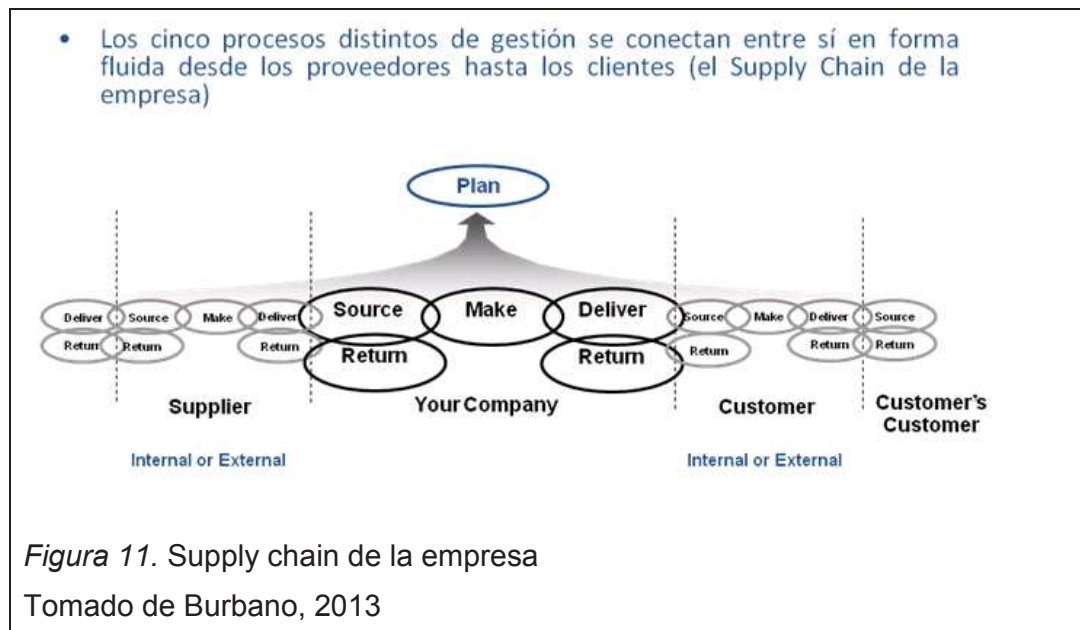 • Los cinco procesos distintos de gestión se conectan entre sí en forma
fluida desde los proveedores hasta los clientes (el Supply Chain de la
empresa)
Plan
Deliver Source Make Deliver Source Make Deliver Source Make Deliver Source
Return Return Return Return Return Return Return Return
Supplier Your Company Customer Customer's
Customer
Internal or External Internal or External
Figura 11. Supply chain de la empresa
Tomado de Burbano, 2013